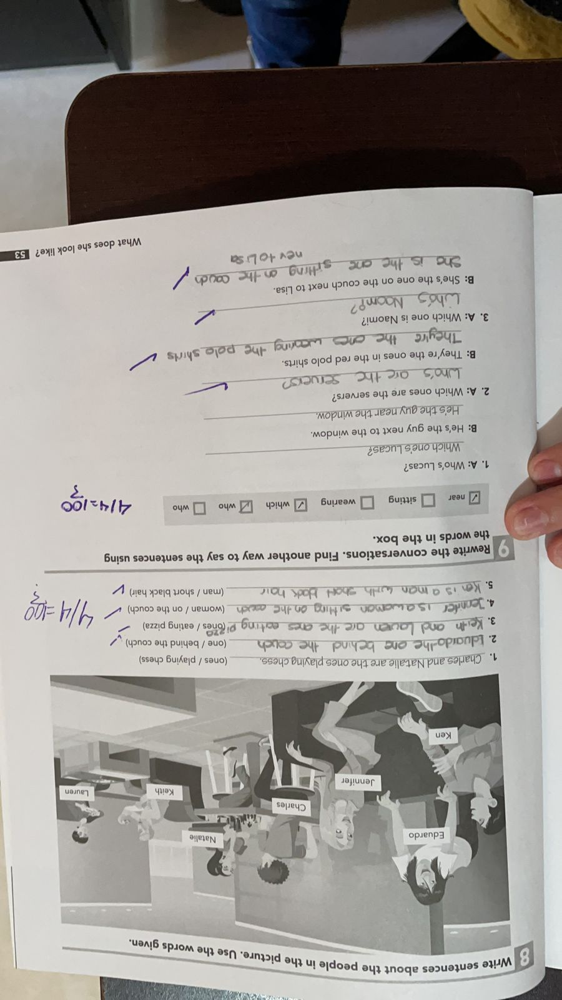 8 Write sentences about the people in the picture. Use the words given.
Eduardo
Natalie
Charles
Keith
Lauren
Jennifer
Ken
1. Charles and Natalie are the ones playing chess. (ones / playing chess)
2. Eduardo the one behind the couch (one / behind the couch)
3. Keith and Lauren are the ones eating pizza (ones / eating pizza)
4. Jennifer is a woman sitting on the couch (woman / on the couch)
5. Ken is a man with short black hair (man / short black hair)
4/4=100
9 Rewrite the conversations. Find another way to say the sentences using
the words in the box.
near sitting wearing which who who
4/4=100
1. A: Who's Lucas?
Which one's Lucas?
B: He's the guy next to the window.
He's the guy near the window.
2. A: Which ones are the servers?
Who's are the servers?
B: They're the ones in the red polo shirts.
They're the ones wearing the polo shirts
3. A: Which one is Naomi?
Who's Naomi?
B: She's the one on the couch next to Lisa.
She is the one sitting on the couch
nex to Lisa
What does she look like? 53